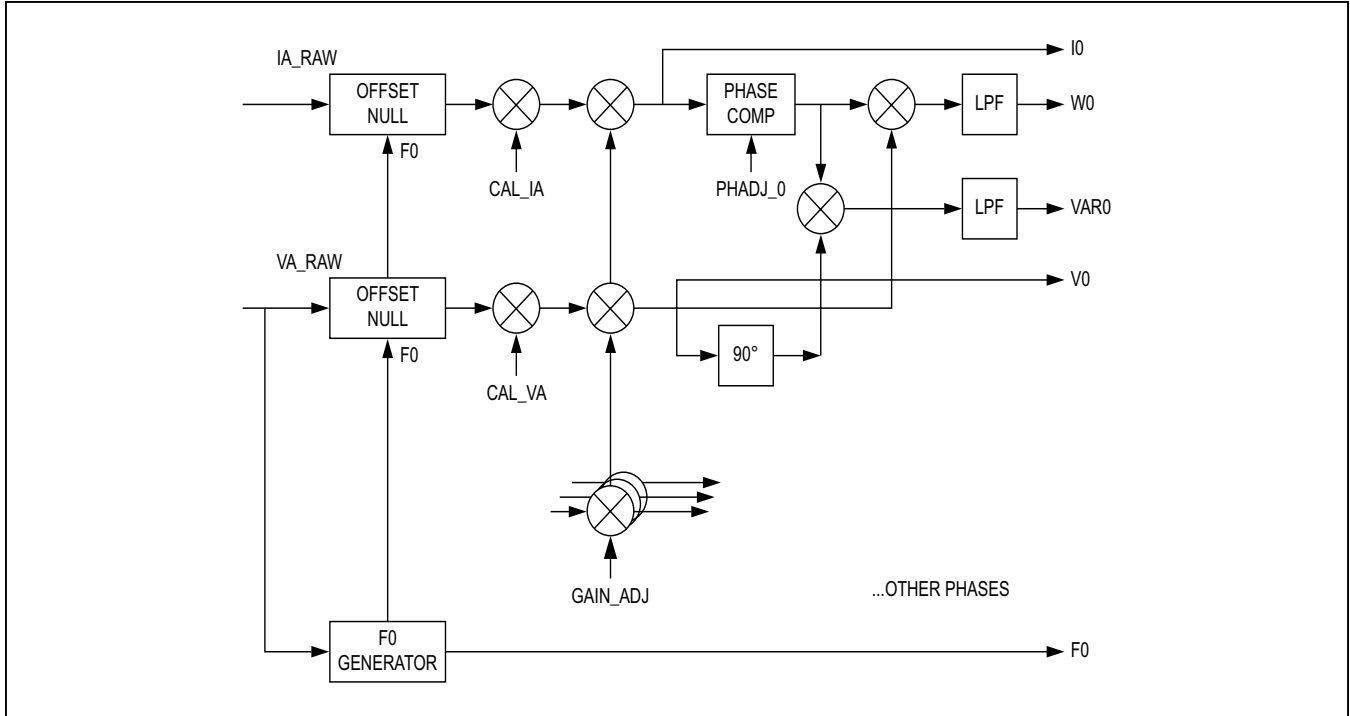 I0
IA_RAW
OFFSET
NULL
PHASE
COMP
LPF
W0
F0
CAL_IA
PHADJ_0
LPF
VAR0
VA_RAW
V0
OFFSET
NULL
90°
F0
CAL_VA
GAIN_ADJ
...OTHER PHASES
F0
GENERATOR
F0